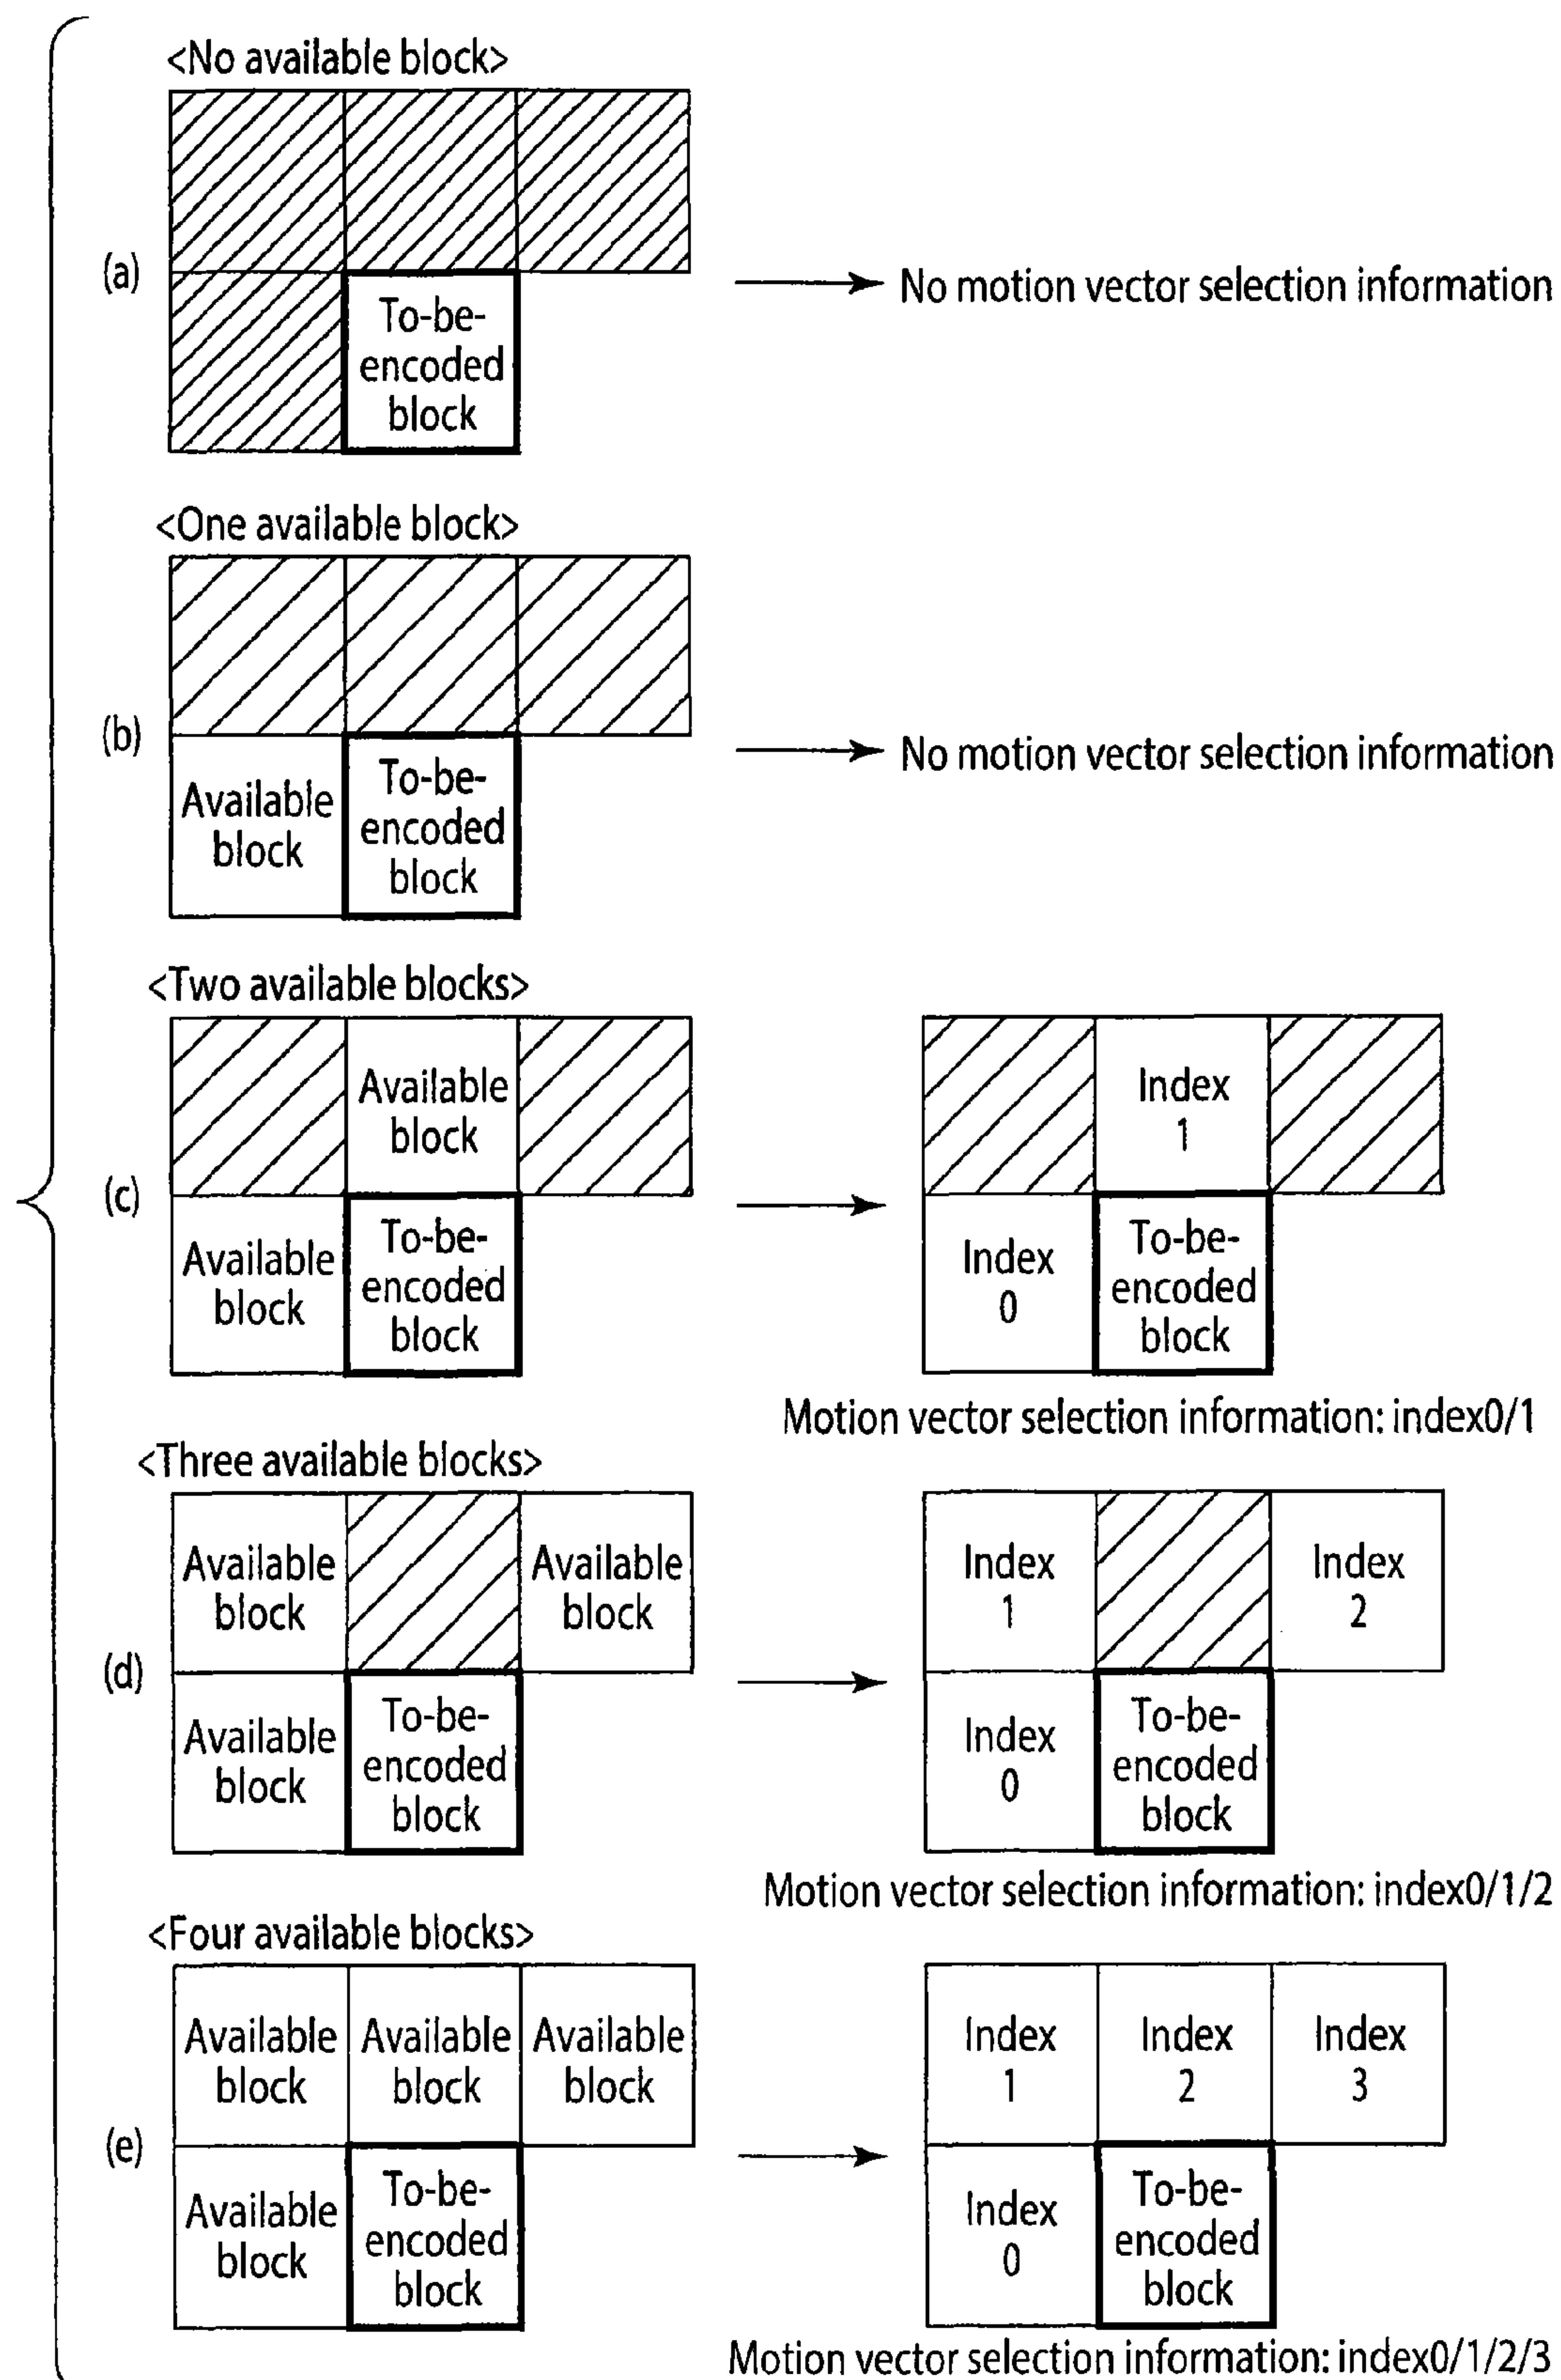 <No available block>
(a)
To-be-
encoded
block
No motion vector selection information
<One available block>
(b)
Available
block
To-be-
encoded
block
No motion vector selection information
<Two available blocks>
(c)
Available
block
Available
block
To-be-
encoded
block
Index
1
Index
0
To-be-
encoded
block
Motion vector selection information: index0/1
<Three available blocks>
(d)
Available
block
Available
block
Available
block
To-be-
encoded
block
Index
1
Index
2
Index
0
To-be-
encoded
block
Motion vector selection information: index0/1/2
<Four available blocks>
(e)
Available
block
Available
block
Available
block
Available
block
To-be-
encoded
block
Index
1
Index
2
Index
3
Index
0
To-be-
encoded
block
Motion vector selection information: index0/1/2/3